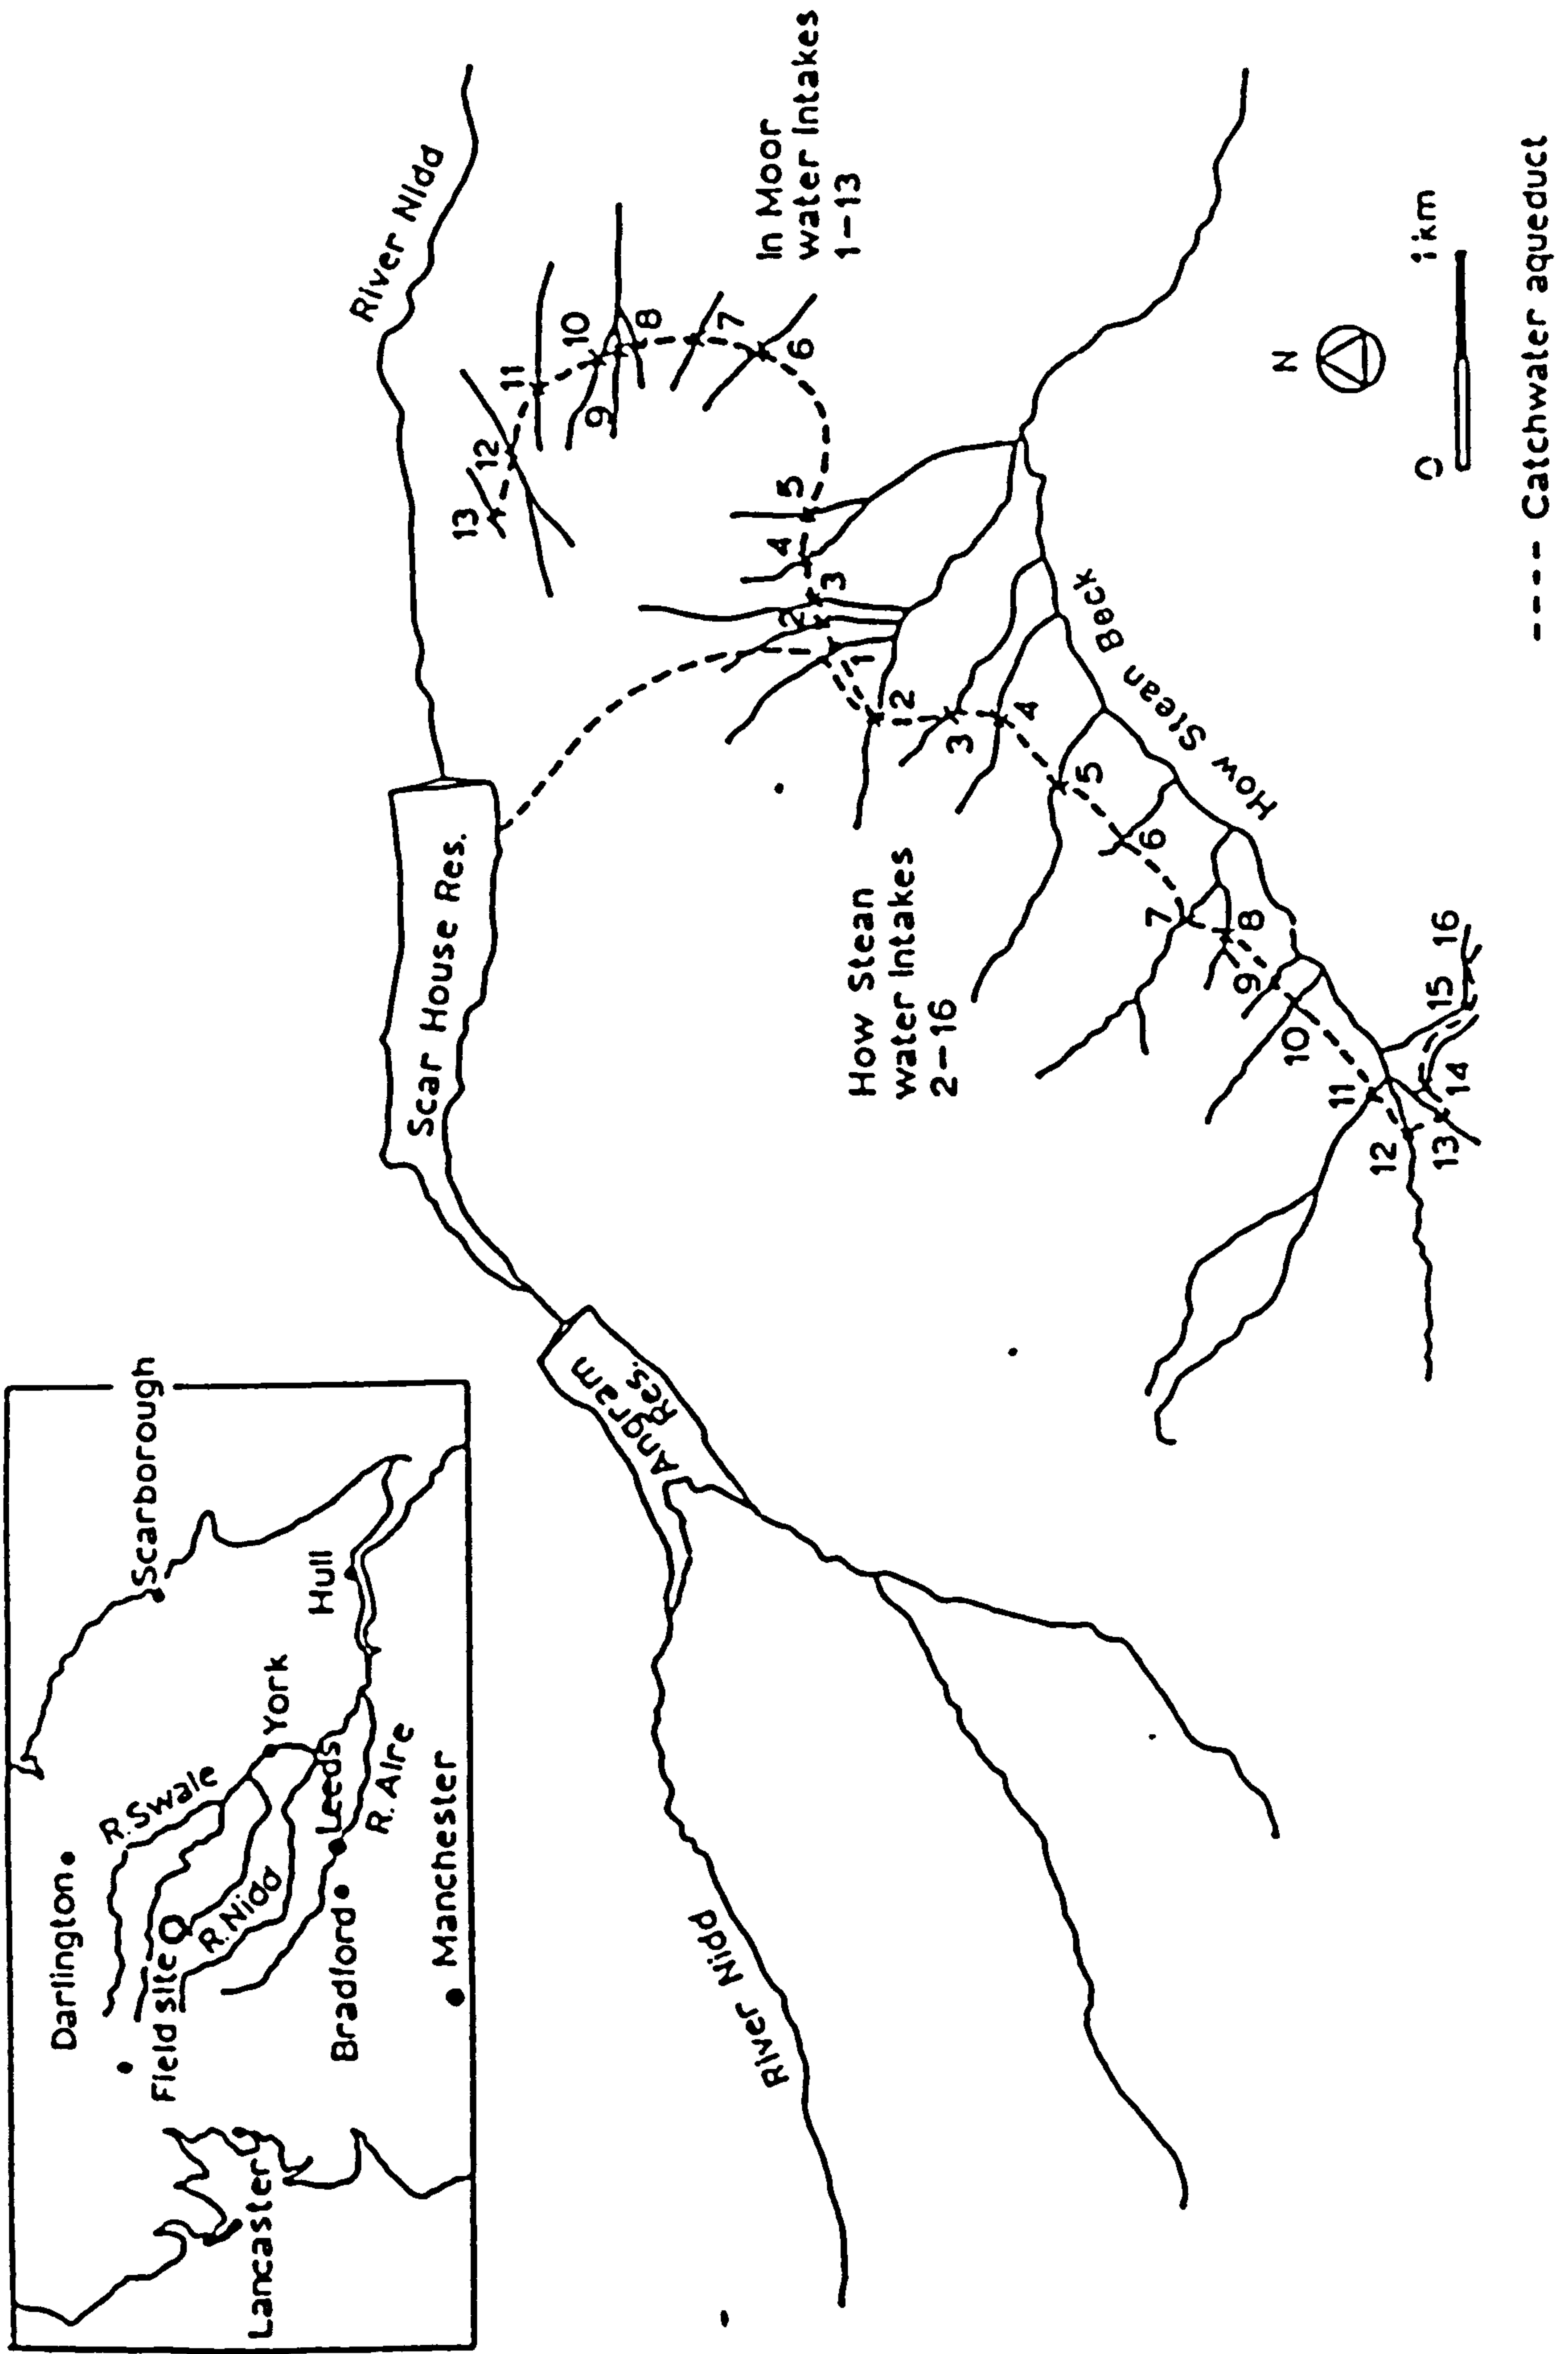 Darlington
Scarborough
R. Swale
Field Site
R. Nidd
York
Lancaster
Hull
Bradford
Leeds
R. Aire
Manchester
River Nidd
Angram
Res.
Scar House Res.
River Nidd
13
12
11
10
9
8
7
6
In Moor
water Intakes
1-13
5
4
3
2
1
1
How Stean
water Intakes
2-16
2
3
4
5
6
7
8
9
10
11
12
13
14
15
16
How Stean Beck
N
0
1km
Catchwater aqueduct